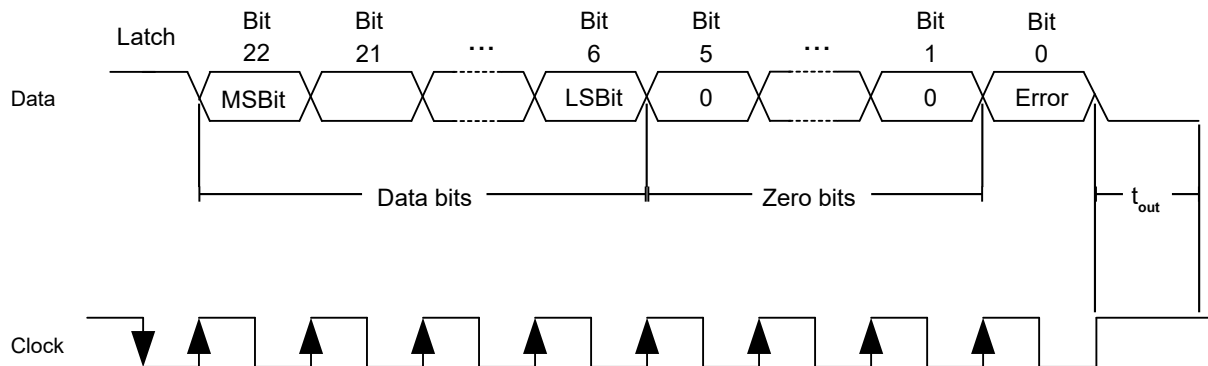 Latch
Bit 22
Bit 21
...
Bit 6
Bit 5
...
Bit 1
Bit 0
Data
MSBit
LSBit
0
0
Error
Data bits
Zero bits
tout
Clock